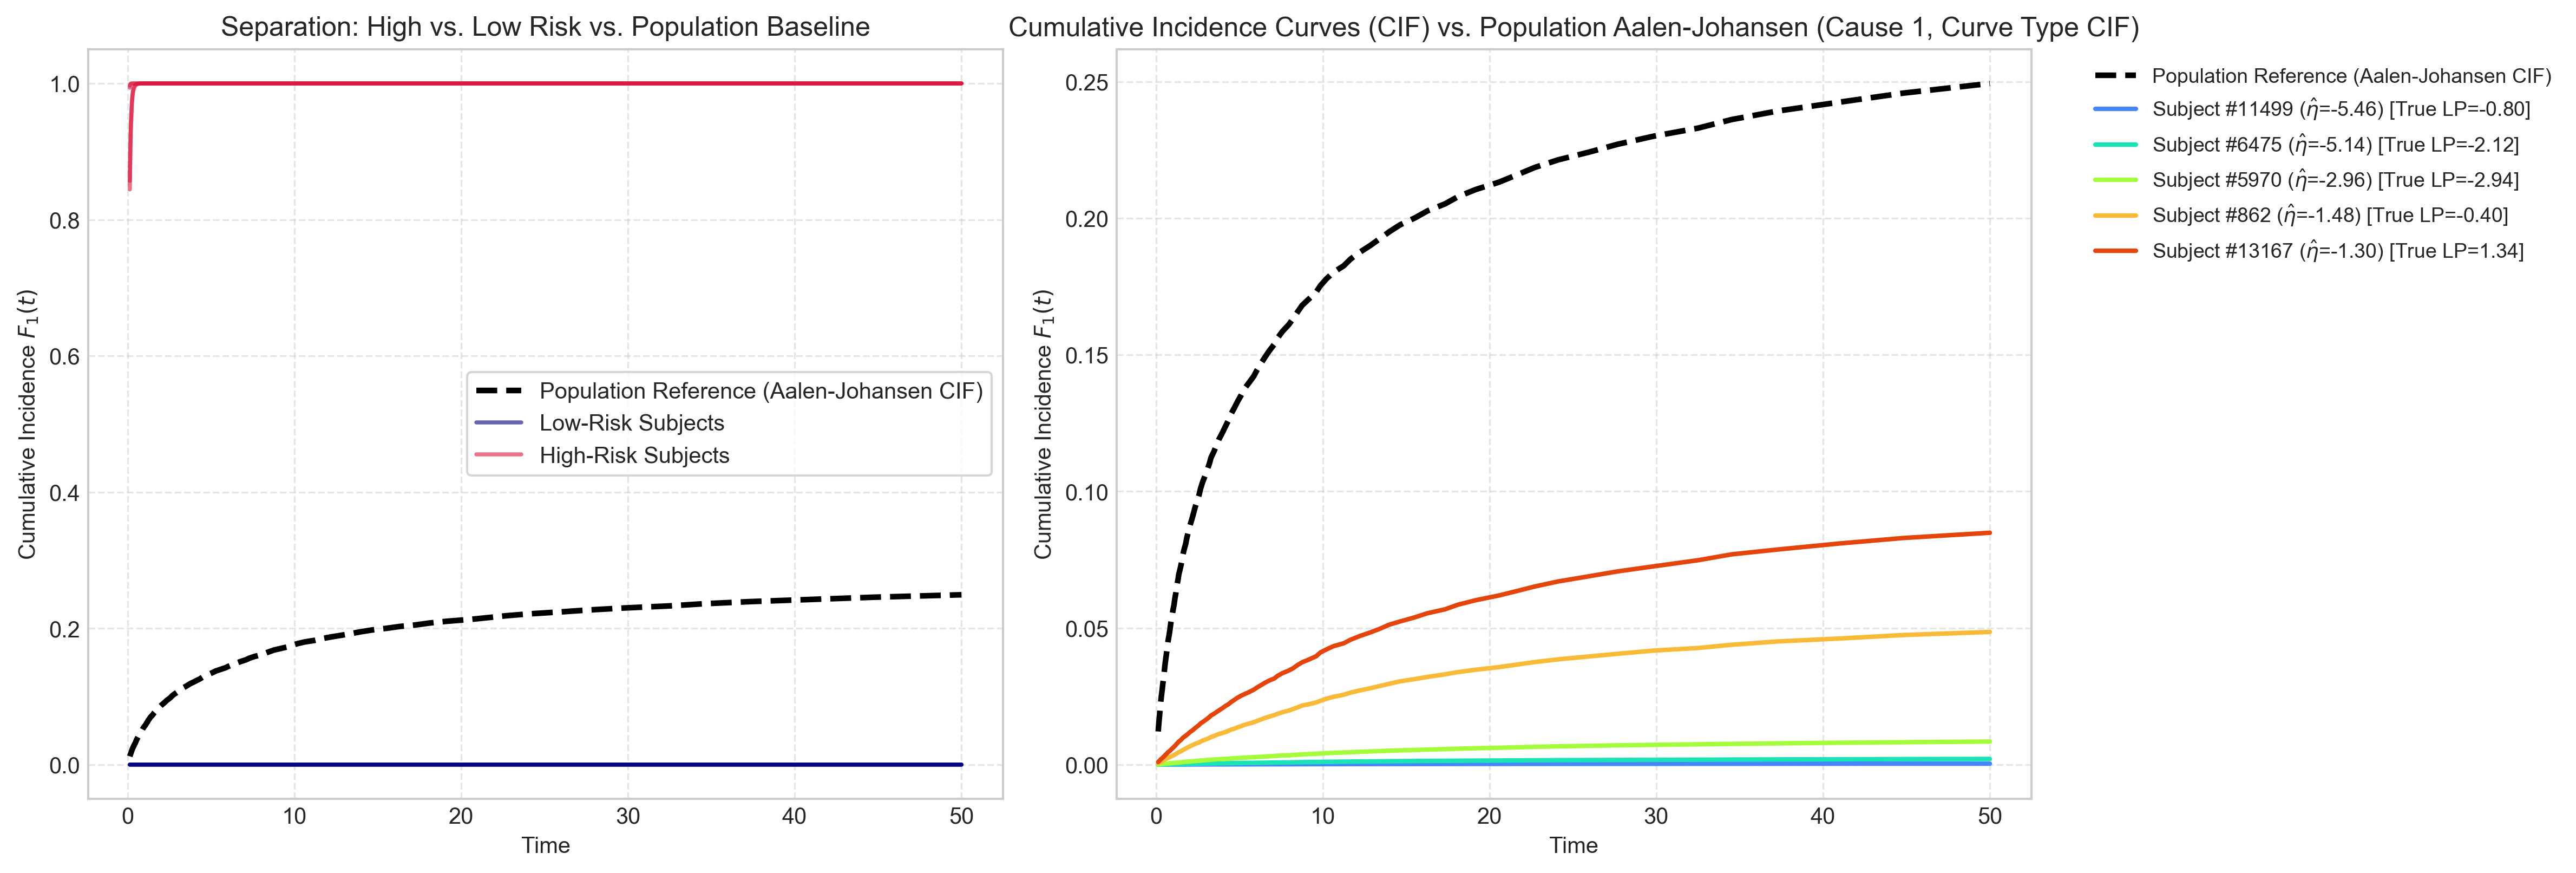 Separation: High vs. Low Risk vs. Population Baseline
Cumulative Incidence F₁(t)
1.0
0.8
0.6
0.4
0.2
0.0
Population Reference (Aalen-Johansen CIF)
Low-Risk Subjects
High-Risk Subjects
0 10 20 30 40 50
Time
Cumulative Incidence Curves (CIF) vs. Population Aalen-Johansen (Cause 1, Curve Type CIF)
Cumulative Incidence F₁(t)
0.25
0.20
0.15
0.10
0.05
0.00
0 10 20 30 40 50
Time
Population Reference (Aalen-Johansen CIF)
Subject #11499 (η̂=-5.46) [True LP=-0.80]
Subject #6475 (η̂=-5.14) [True LP=-2.12]
Subject #5970 (η̂=-2.96) [True LP=-2.94]
Subject #862 (η̂=-1.48) [True LP=-0.40]
Subject #13167 (η̂=-1.30) [True LP=1.34]